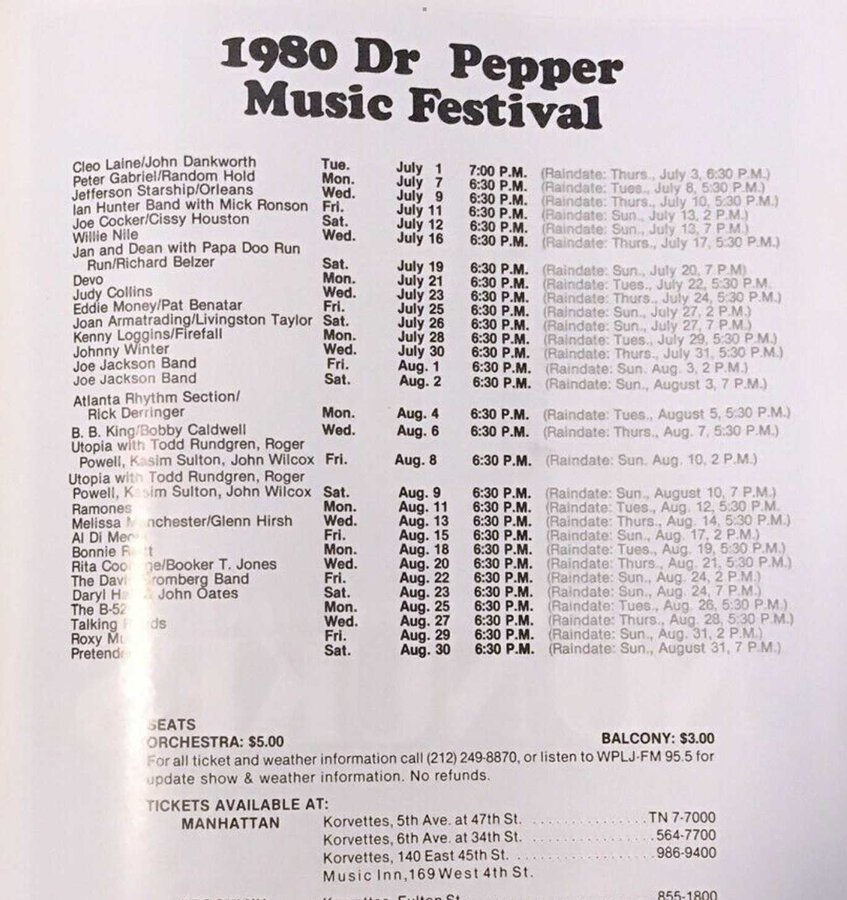 1980 Dr Pepper
Music Festival
Cleo Laine/John Dankworth Tue. July 1 7:00 P.M. (Raindate: Thurs., July 3, 6:30 P.M.)
Peter Gabriel/Random Hold Mon. July 7 6:30 P.M. (Raindate: Tues., July 8, 5:30 P.M.)
Jefferson Starship/Orleans Wed. July 9 6:30 P.M. (Raindate: Thurs., July 10, 5:30 P.M.)
Ian Hunter Band with Mick Ronson Fri. July 11 6:30 P.M. (Raindate: Sun., July 13, 2 P.M.)
Joe Cocker/Cissy Houston Sat. July 12 6:30 P.M. (Raindate: Sun., July 13, 7 P.M.)
Willie Nile Wed. July 16 6:30 P.M. (Raindate: Thurs., July 17, 5:30 P.M.)
Jan and Dean with Papa Doo Run
Run/Richard Belzer Sat. July 19 6:30 P.M. (Raindate: Sun., July 20, 7 P.M)
Devo Mon. July 21 6:30 P.M. (Raindate: Tues., July 22, 5:30 P.M.
Judy Collins Wed. July 23 6:30 P.M. (Raindate: Thurs., July 24, 5:30 P.M.)
Eddie Money/Pat Benatar Fri. July 25 6:30 P.M. (Raindate: Sun., July 27, 2 P.M.)
Joan Armatrading/Livingston Taylor Sat. July 26 6:30 P.M. (Raindate: Sun., July 27, 7 P.M.)
Kenny Loggins/Firefall Mon. July 28 6:30 P.M. (Raindate: Tues., July 29, 5:30 P.M.)
Johnny Winter Wed. July 30 6:30 P.M. (Raindate: Thurs., July 31, 5:30 P.M.)
Joe Jackson Band Fri. Aug. 1 6:30 P.M. (Raindate: Sun. Aug. 3, 2 P.M.)
Joe Jackson Band Sat. Aug. 2 6:30 P.M. (Raindate: Sun., August 3, 7 P.M.)
Atlanta Rhythm Section/
Rick Derringer Mon. Aug. 4 6:30 P.M. (Raindate: Tues., August 5, 5:30 P.M.)
B. B. King/Bobby Caldwell Wed. Aug. 6 6:30 P.M. (Raindate: Thurs., Aug. 7, 5:30 P.M.)
Utopia with Todd Rundgren, Roger
Powell, Kasim Sulton, John Wilcox Fri. Aug. 8 6:30 P.M. (Raindate: Sun. Aug. 10, 2 P.M.)
Utopia with Todd Rundgren, Roger
Powell, Kasim Sulton, John Wilcox Sat. Aug. 9 6:30 P.M. (Raindate: Sun., August 10, 7 P.M.)
Ramones Mon. Aug. 11 6:30 P.M. (Raindate: Tues., Aug. 12, 5:30 P.M.
Melissa Manchester/Glenn Hirsh Wed. Aug. 13 6:30 P.M. (Raindate: Thurs., Aug. 14, 5:30 P.M.)
Al Di Fri. Aug. 15 6:30 P.M. (Raindate: Sun., Aug. 17, 2 P.M.)
Bonnie Mon. Aug. 18 6:30 P.M. (Raindate: Tues., Aug. 19, 5:30 P.M.)
Rita Coolidge/Booker T. Jones Wed. Aug. 20 6:30 P.M. (Raindate: Thurs., Aug. 21, 5:30 P.M.)
The David Bromberg Band Fri. Aug. 22 6:30 P.M. (Raindate: Sun., Aug. 24, 2 P.M.)
Daryl John Oates Sat. Aug. 23 6:30 P.M. (Raindate: Sun., Aug. 24, 7 P.M.)
The B-52 Mon. Aug. 25 6:30 P.M. (Raindate: Tues., Aug. 26, 5:30 P.M.)
Talking Wed. Aug. 27 6:30 P.M. (Raindate: Thurs., Aug. 28, 5:30 P.M.)
Roxy Fri. Aug. 29 6:30 P.M. (Raindate: Sun., Aug. 31, 2 P.M.)
Sat. Aug. 30 6:30 P.M. (Raindate: Sun., August 31, 7 P.M.)
SEATS
ORCHESTRA: $5.00 BALCONY: $3.00
For all ticket and weather information call (212) 249-8870, or listen to WPLJ-FM 95.5 for
update show & weather information. No refunds.
TICKETS AVAILABLE AT:
MANHATTAN Korvettes, 5th Ave. at 47th St. TN 7-7000
Korvettes, 6th Ave. at 34th St. 564-7700
Korvettes, 140 East 45th St. 986-9400
Music Inn, 169 West 4th St.
Korvettes, Fulton St. 855-1800